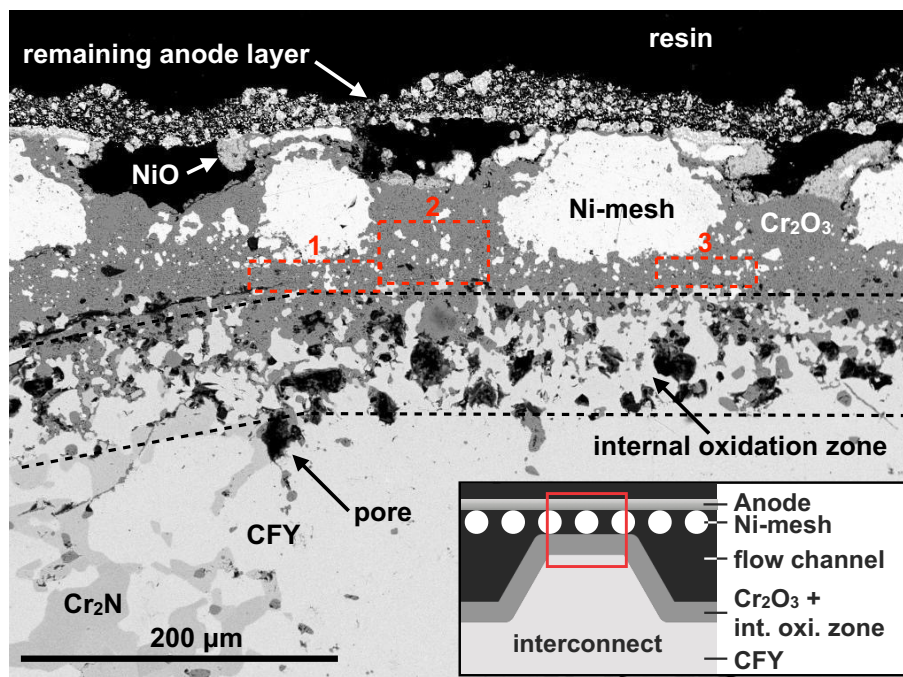 resin
remaining anode layer
NiO
Ni-mesh
Cr₂O₃
1
2
3
internal oxidation zone
pore
CFY
Cr₂N
200 µm
Anode
Ni-mesh
flow channel
Cr₂O₃ +
int. oxi. zone
interconnect
CFY